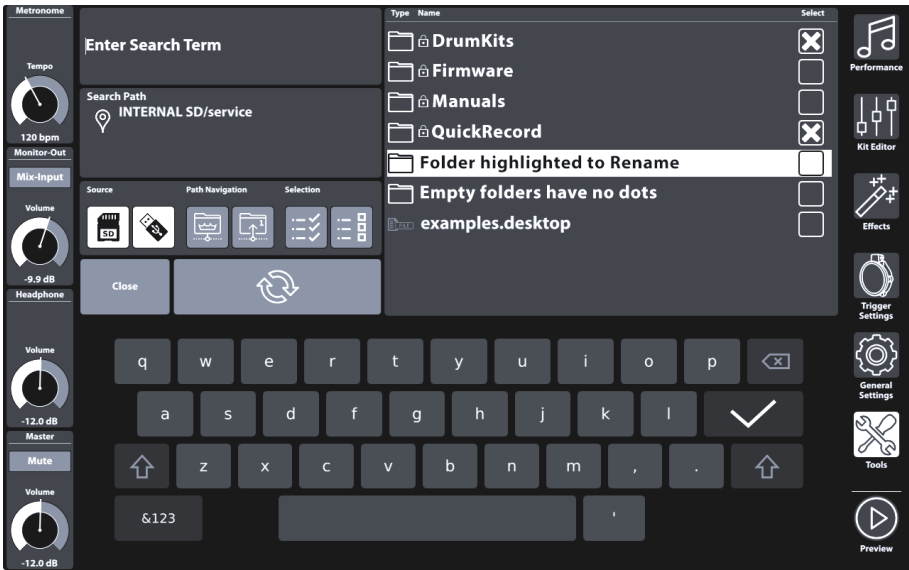 Metronome
Tempo
120 bpm
Monitor-Out
Mix-Input
Volume
-9.9 dB
Headphone
Volume
-12.0 dB
Master
Mute
Volume
-12.0 dB
Enter Search Term
Search Path
INTERNAL SD/service
Source Path Navigation Selection
SD
1
Close
Type Name Select
DrumKits
Firmware
Manuals
QuickRecord
Folder highlighted to Rename
Empty folders have no dots
FILE examples.desktop
q w e r t y u i o p
a s d f g h j k l
z x c v b n m , .
&123 '
Performance
Kit Editor
Effects
Trigger
Settings
General
Settings
Tools
Preview